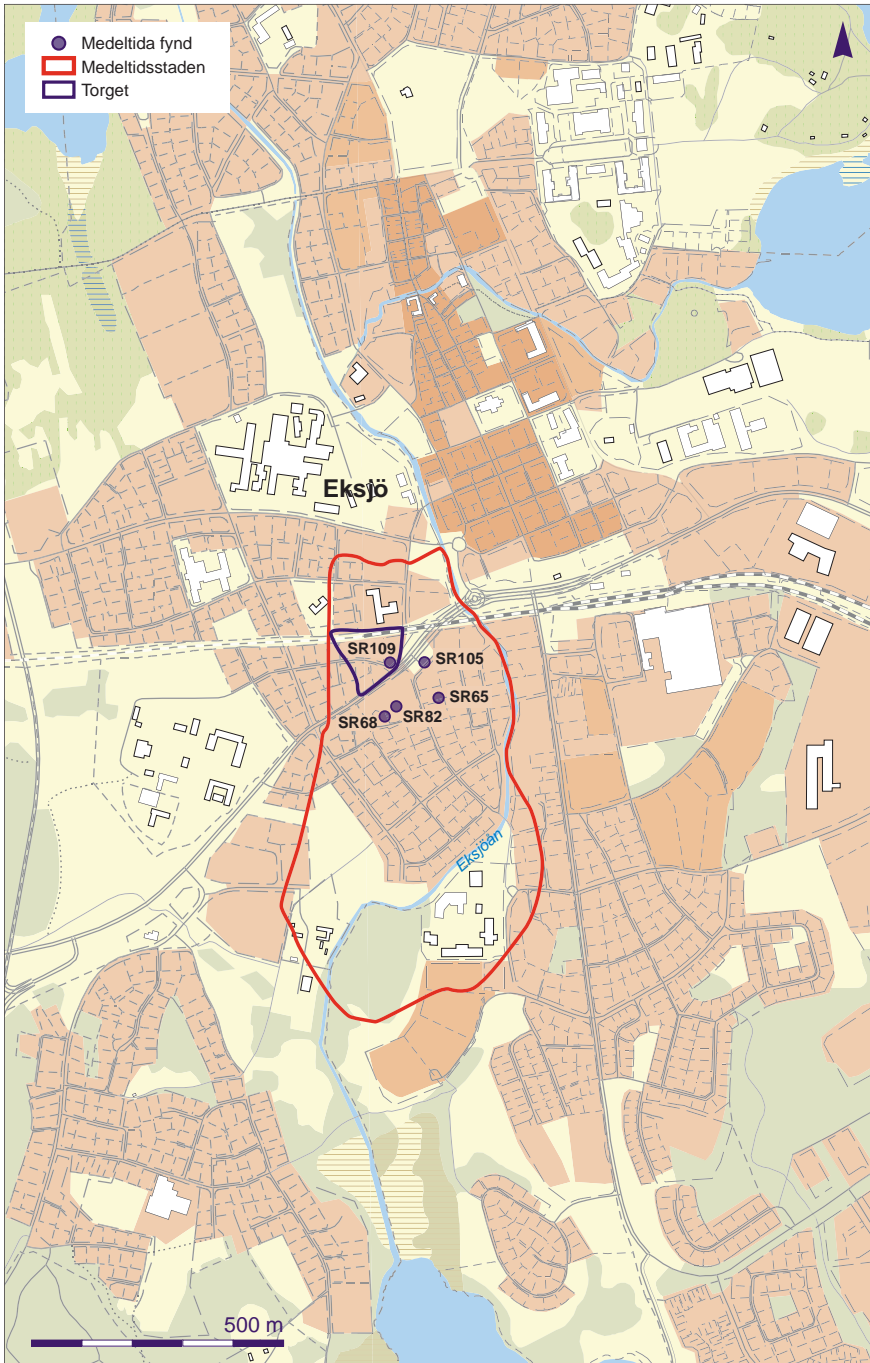 Medeltida fynd
Medeltidsstaden
Torget
Eksjö
SR109
SR105
SR65
SR82
SR68
Eksjöån
500 m